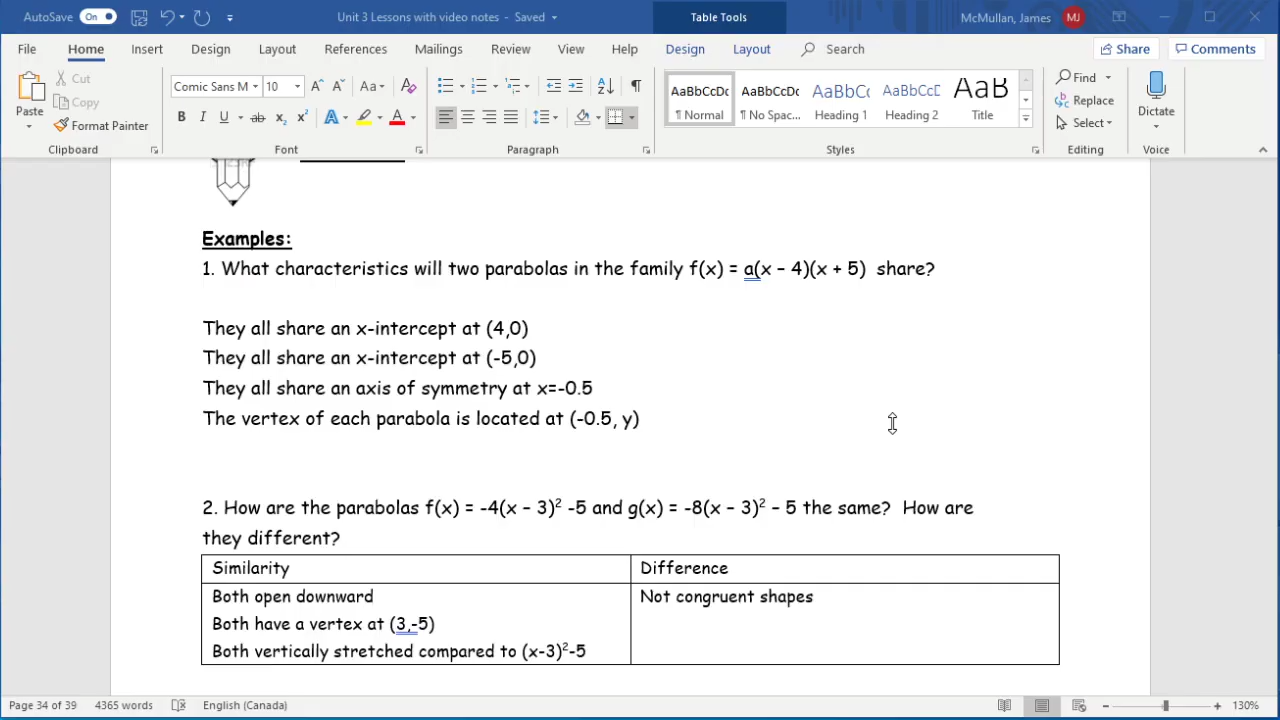 AutoSave On Unit 3 Lessons with video notes - Saved Table Tools McMullan, James MJ
File Home Insert Design Layout References Mailings Review View Help Design Layout Search Share Comments
Paste Cut Copy Format Painter
Clipboard
Comic Sans M 10 A A Aa A
B I U ab x₂ x² A A
Font
Paragraph
AaBbCcDc AaBbCcDc AaBbCc AaBbCcD AaB
¶ Normal ¶ No Spac... Heading 1 Heading 2 Title
Styles
Find
Replace
Select
Editing
Dictate
Voice
Examples:
1. What characteristics will two parabolas in the family f(x) = a(x – 4)(x + 5) share?
They all share an x-intercept at (4,0)
They all share an x-intercept at (-5,0)
They all share an axis of symmetry at x=-0.5
The vertex of each parabola is located at (-0.5, y)
2. How are the parabolas f(x) = -4(x – 3)² -5 and g(x) = -8(x – 3)² – 5 the same? How are
they different?
Similarity Difference
Both open downward Not congruent shapes
Both have a vertex at (3,-5)
Both vertically stretched compared to (x-3)²-5
Page 34 of 39 4365 words English (Canada) 130%